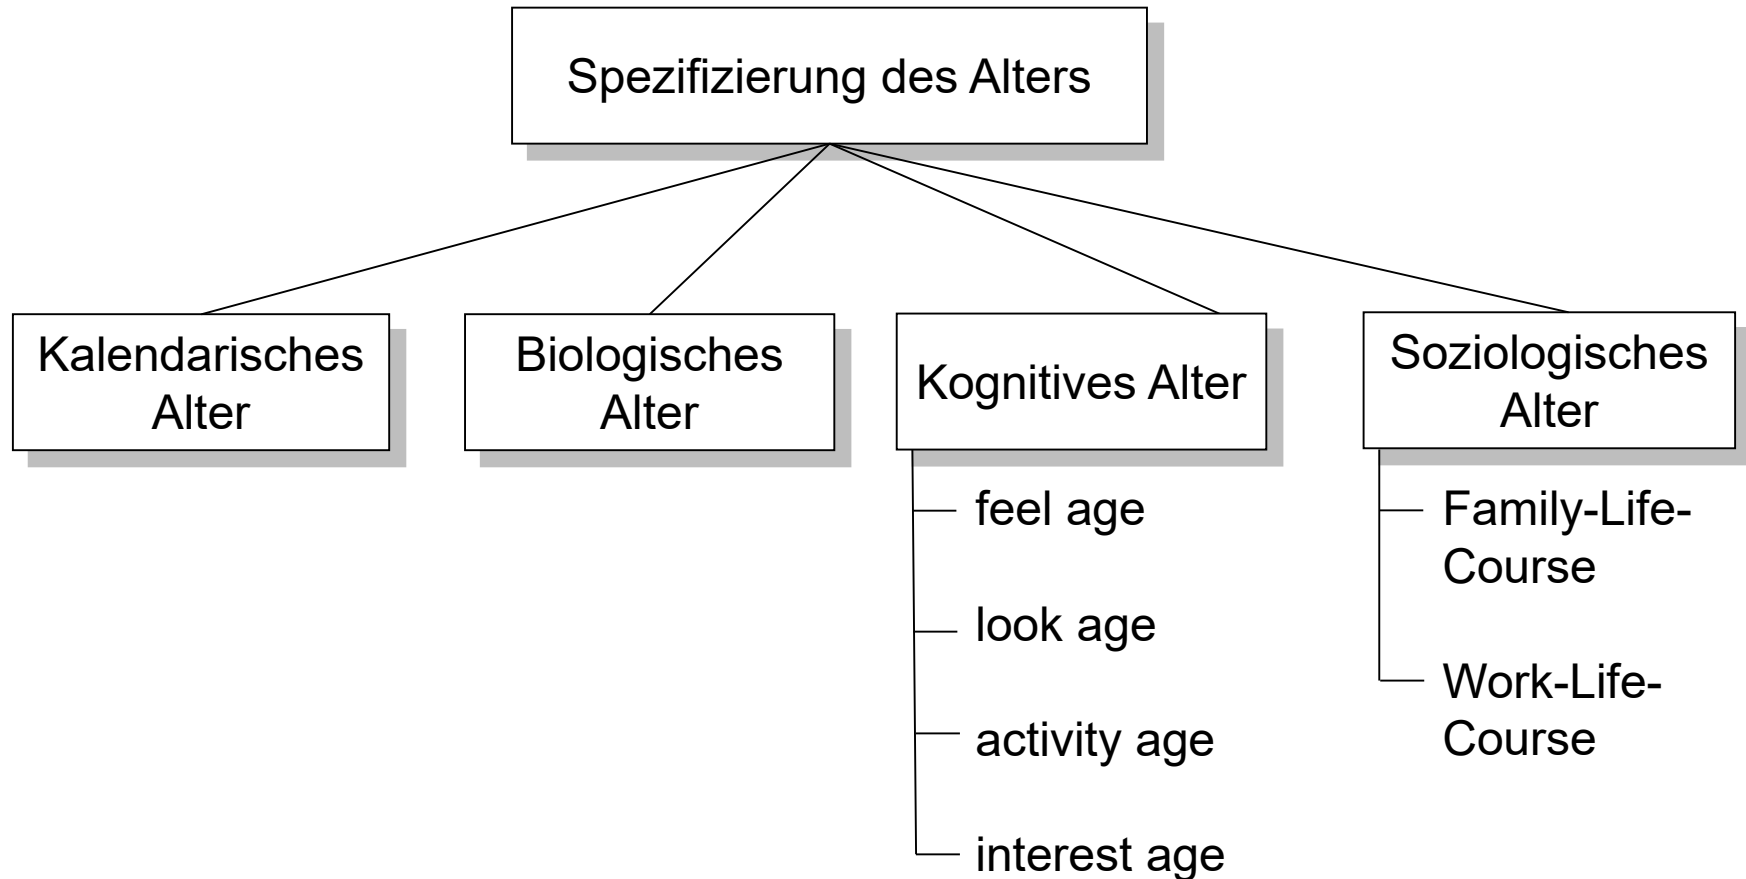 Spezifizierung des Alters
Kalendarisches
Alter
Biologisches
Alter
Kognitives Alter
feel age
look age
activity age
interest age
Soziologisches
Alter
Family-Life-
Course
Work-Life-
Course